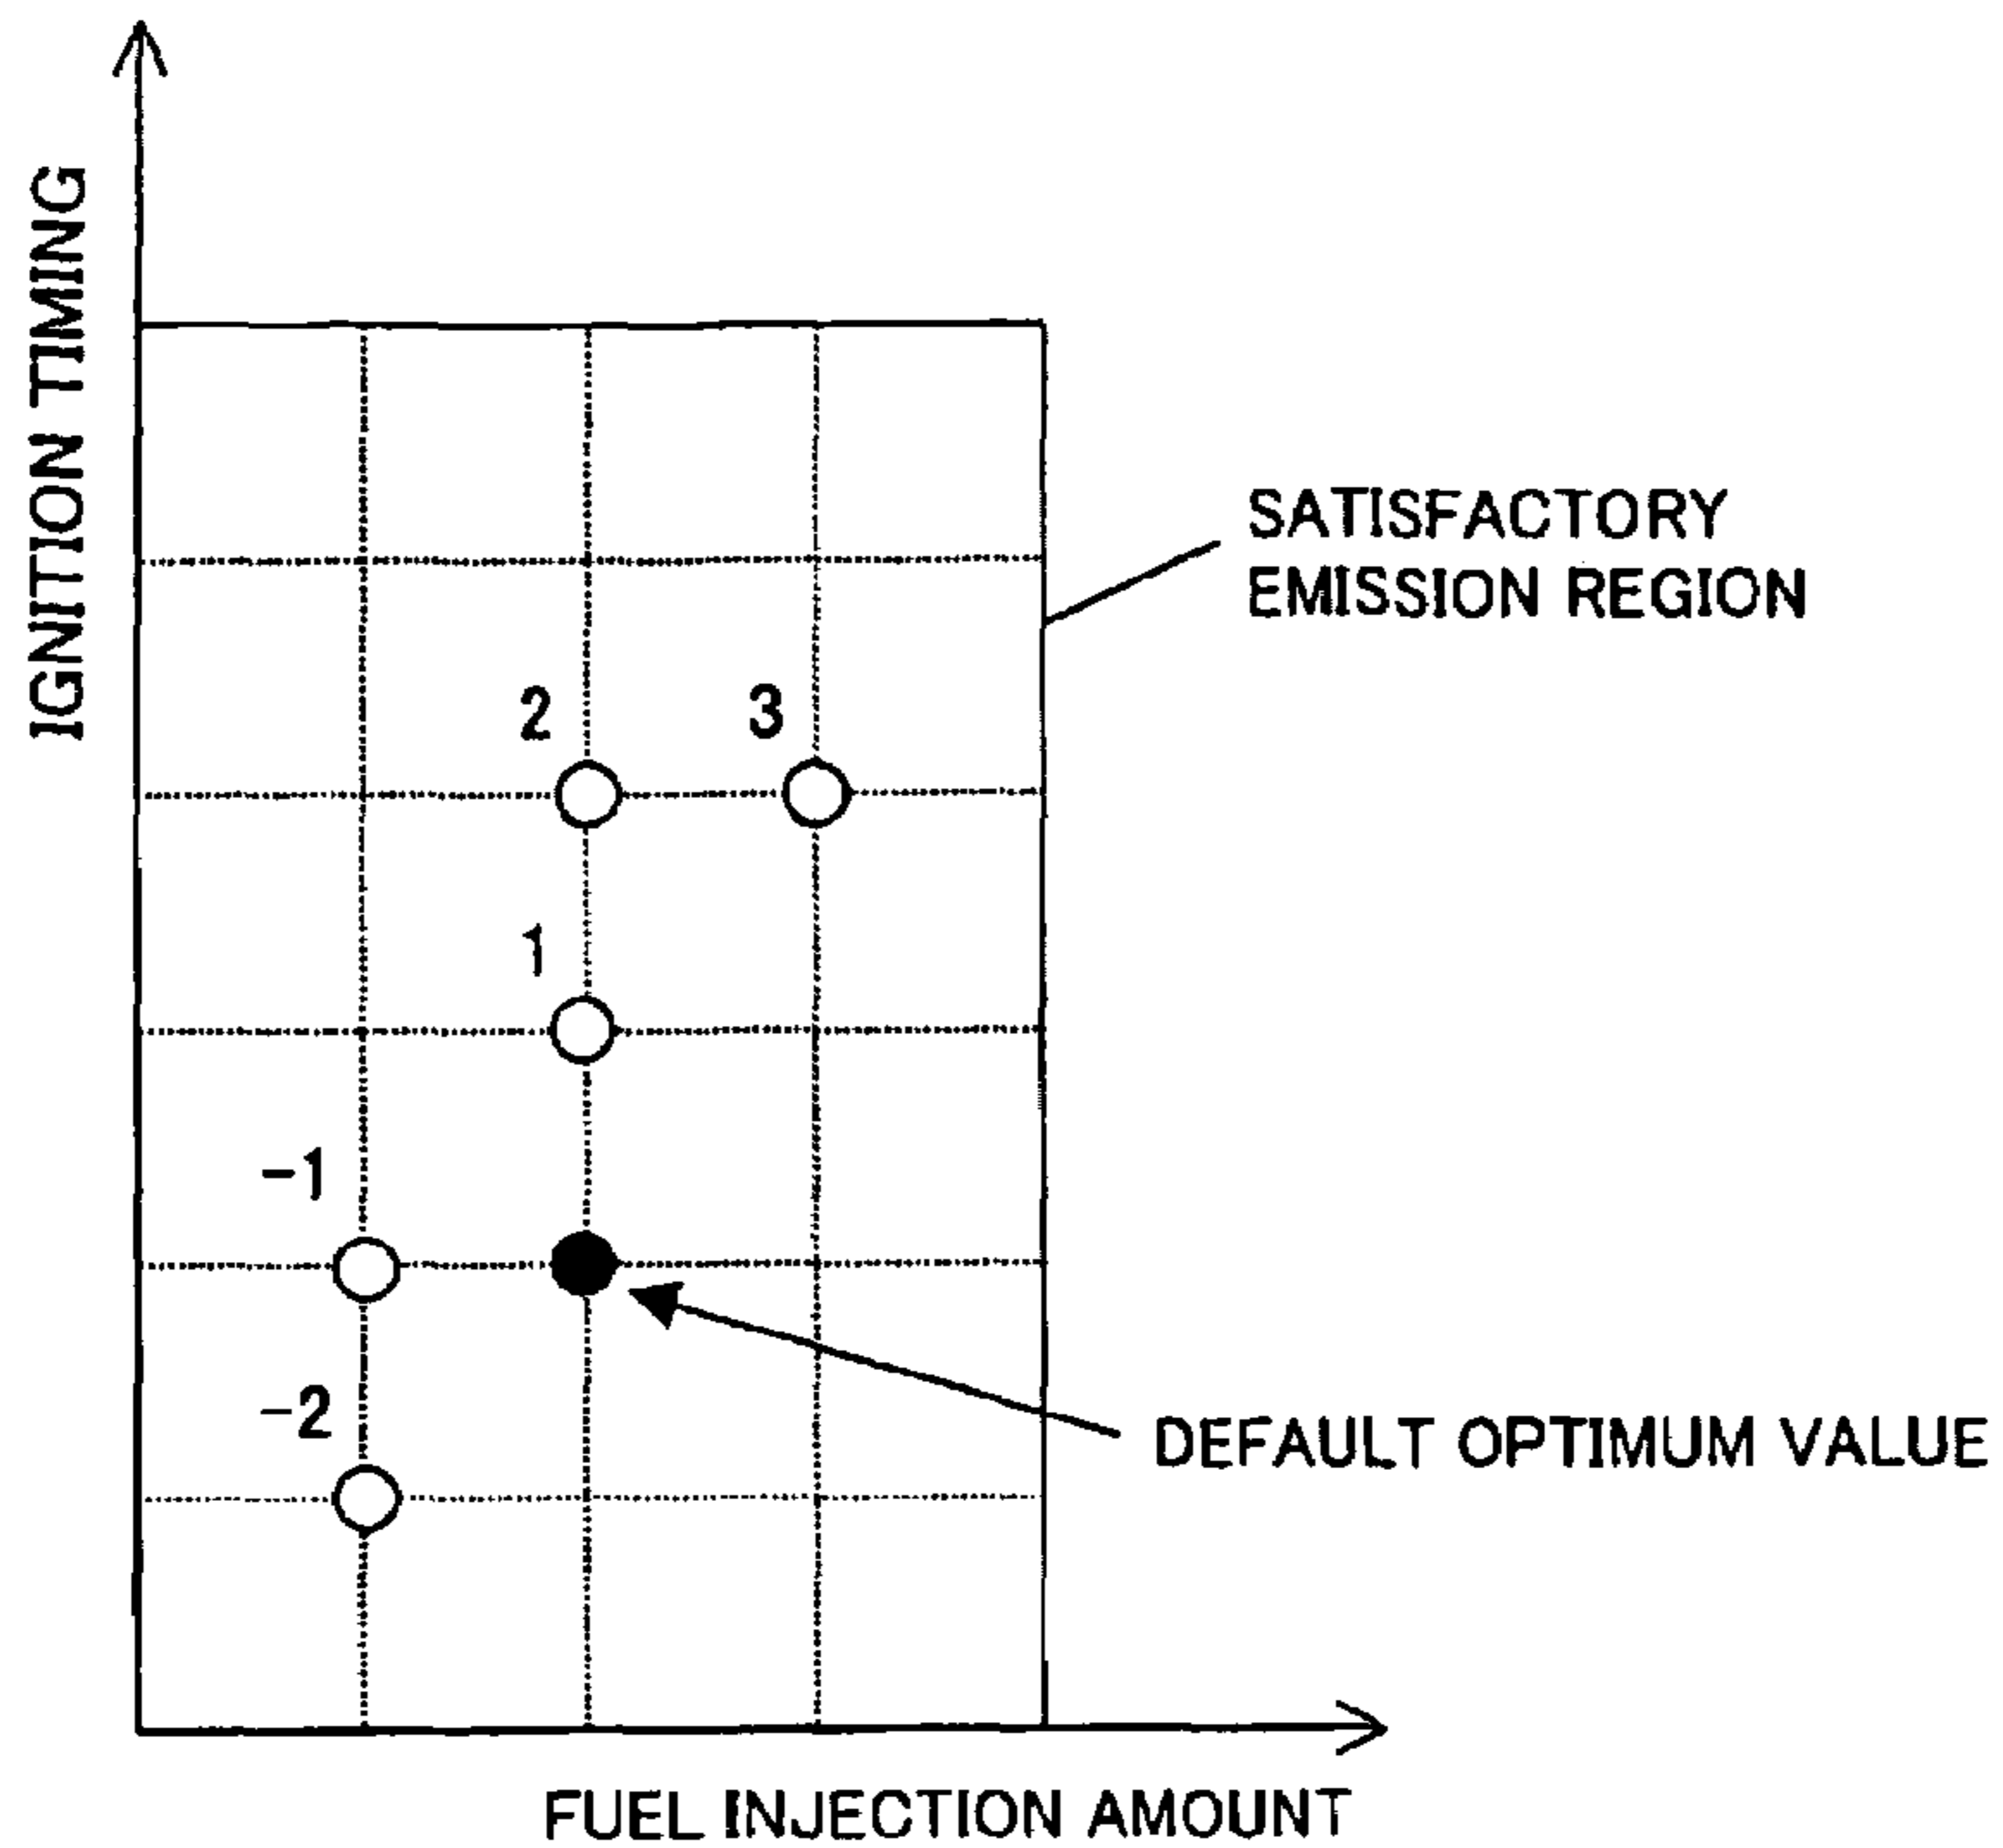 IGNITION TIMING
SATISFACTORY
EMISSION REGION
2
3
1
-1
-2
DEFAULT OPTIMUM VALUE
FUEL INJECTION AMOUNT